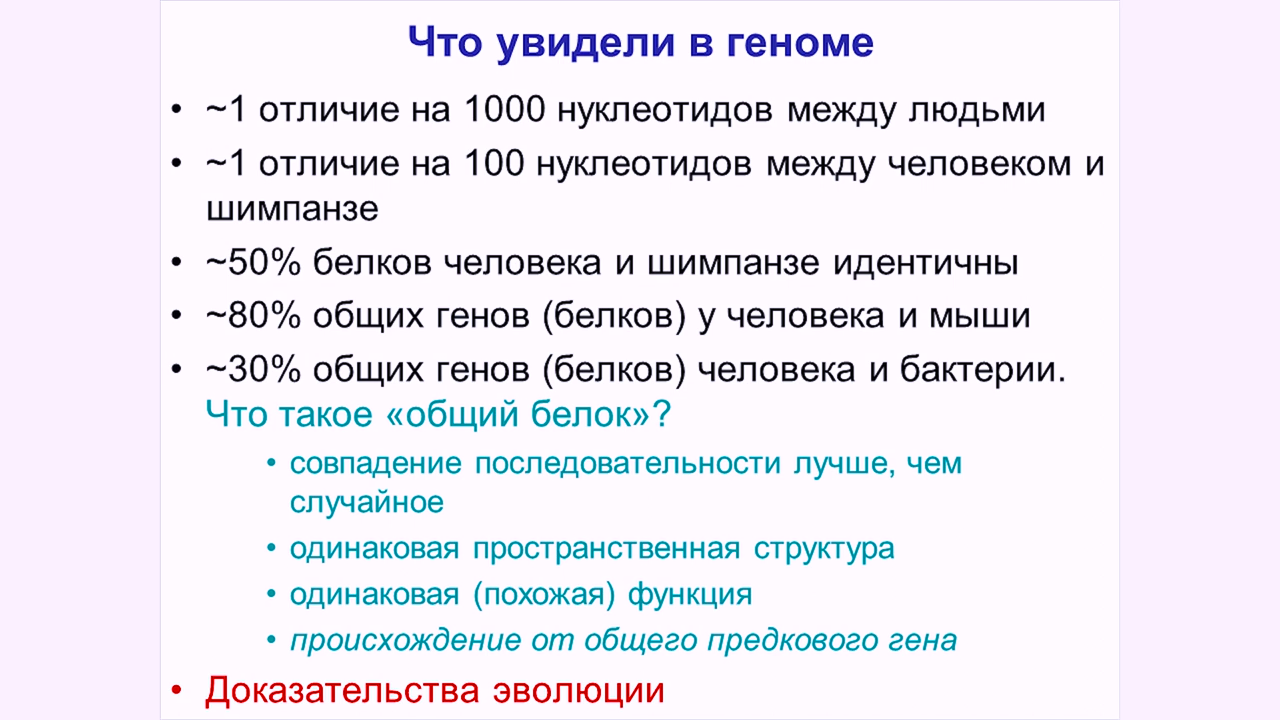 Что увидели в геноме
• ~1 отличие на 1000 нуклеотидов между людьми
• ~1 отличие на 100 нуклеотидов между человеком и
шимпанзе
• ~50% белков человека и шимпанзе идентичны
• ~80% общих генов (белков) у человека и мыши
• ~30% общих генов (белков) человека и бактерии.
Что такое «общий белок»?
• совпадение последовательности лучше, чем
случайное
• одинаковая пространственная структура
• одинаковая (похожая) функция
• происхождение от общего предкового гена
• Доказательства эволюции